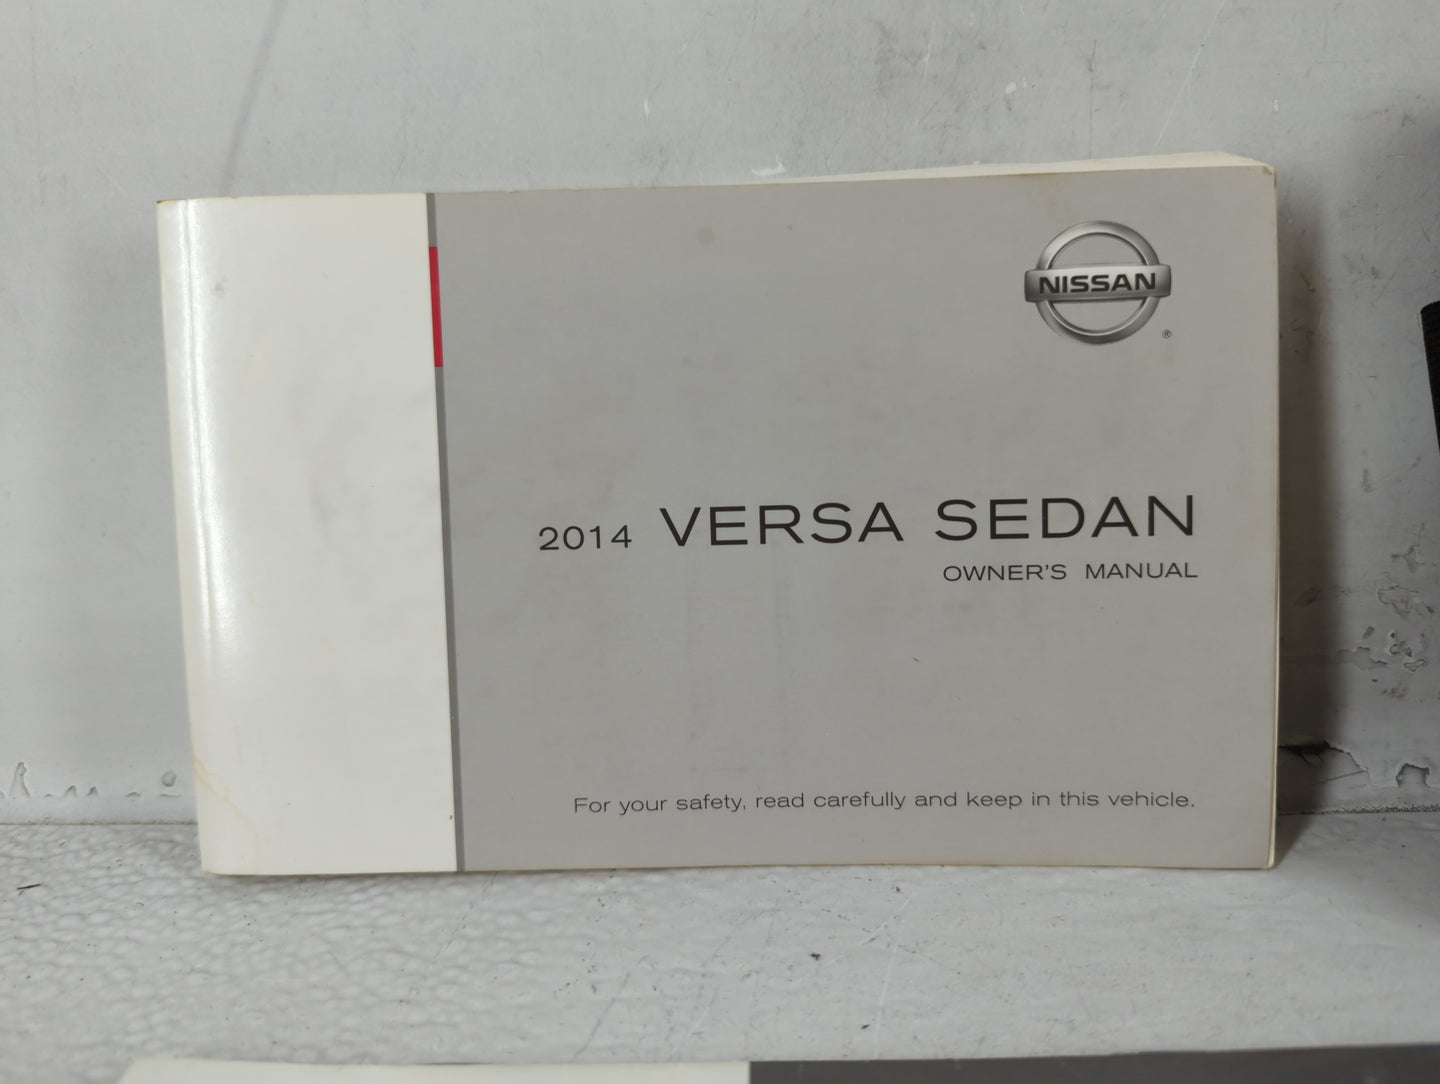 NISSAN
®
2014 VERSA SEDAN
OWNER'S MANUAL
For your safety, read carefully and keep in this vehicle.